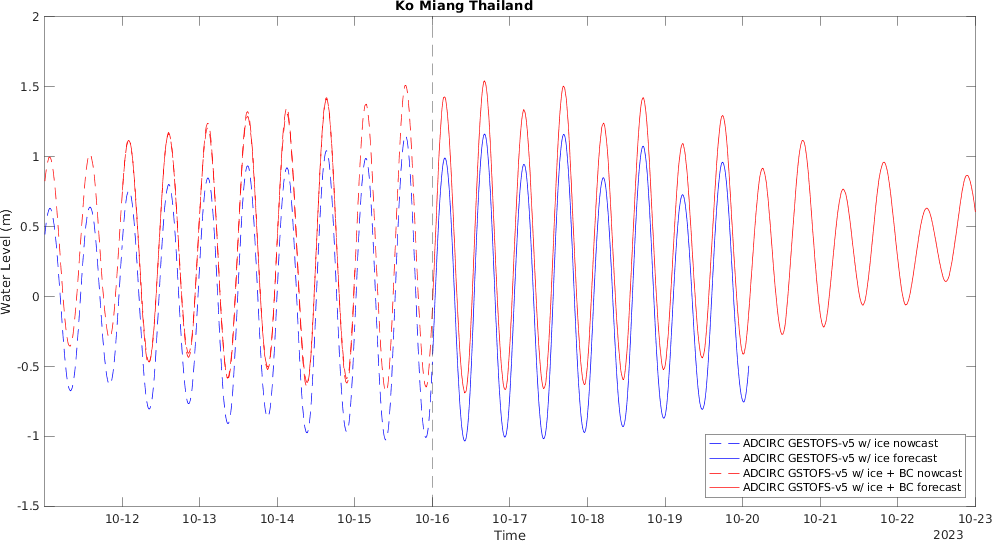 Ko Miang Thailand
2
1.5
1
0.5
0
-0.5
-1
-1.5
Water Level (m)
ADCIRC GESTOFS-v5 w/ ice nowcast
ADCIRC GESTOFS-v5 w/ ice forecast
ADCIRC GSTOFS-v5 w/ ice + BC nowcast
ADCIRC GSTOFS-v5 w/ ice + BC forecast
10-12 10-13 10-14 10-15 10-16 10-17 10-18 10-19 10-20 10-21 10-22 10-23
Time
2023